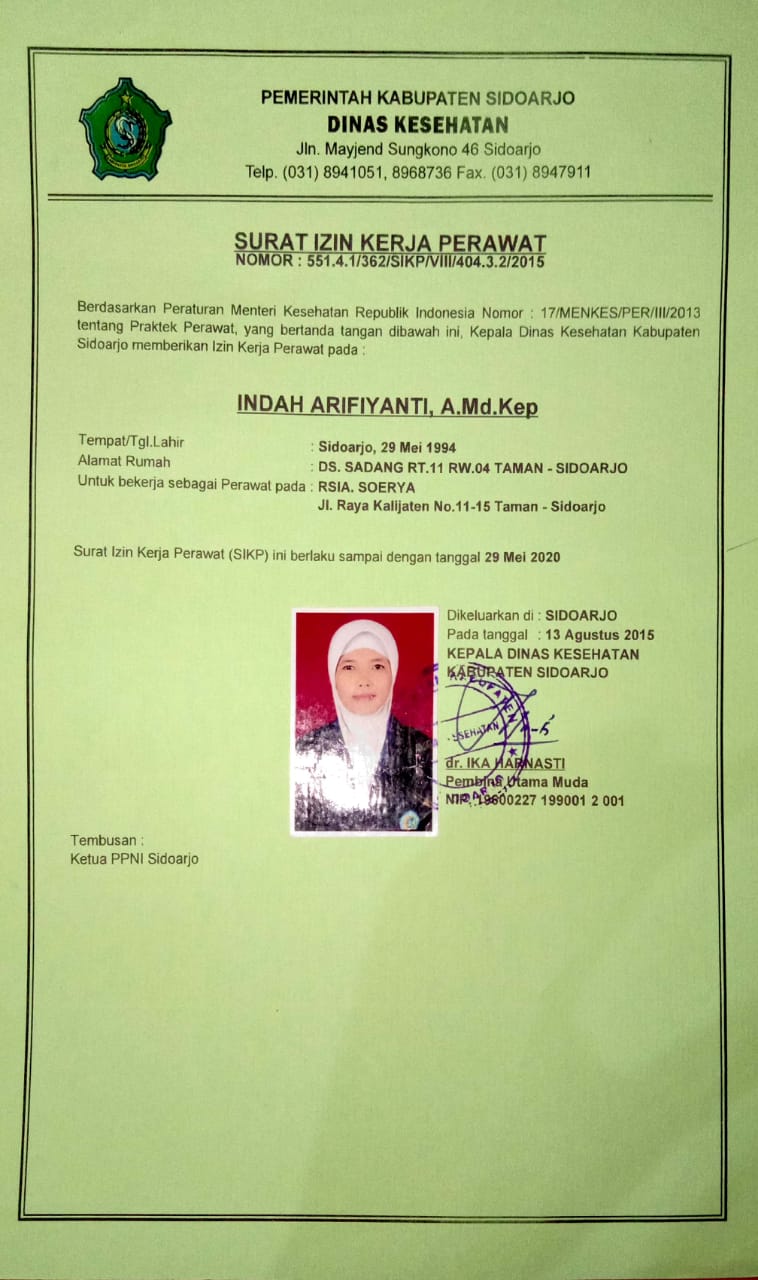 PEMERINTAH KABUPATEN SIDOARJO
DINAS KESEHATAN
Jln. Mayjend Sungkono 46 Sidoarjo
Telp. (031) 8941051, 8968736 Fax. (031) 8947911
SURAT IZIN KERJA PERAWAT
NOMOR : 551.4.1/362/SIKP/VIII/404.3.2/2015
Berdasarkan Peraturan Menteri Kesehatan Republik Indonesia Nomor : 17/MENKES/PER/III/2013
tentang Praktek Perawat, yang bertanda tangan dibawah ini, Kepala Dinas Kesehatan Kabupaten
Sidoarjo memberikan Izin Kerja Perawat pada :
INDAH ARIFIYANTI, A.Md.Kep
Tempat/Tgl.Lahir : Sidoarjo, 29 Mei 1994
Alamat Rumah : DS. SADANG RT.11 RW.04 TAMAN - SIDOARJO
Untuk bekerja sebagai Perawat pada : RSIA. SOERYA
Jl. Raya Kalijaten No.11-15 Taman - Sidoarjo
Surat Izin Kerja Perawat (SIKP) ini berlaku sampai dengan tanggal 29 Mei 2020
Dikeluarkan di : SIDOARJO
Pada tanggal : 13 Agustus 2015
KEPALA DINAS KESEHATAN
KABUPATEN SIDOARJO
dr. IKA HARNASTI
Pembina Utama Muda
NIP. 19600227 199001 2 001
Tembusan :
Ketua PPNI Sidoarjo